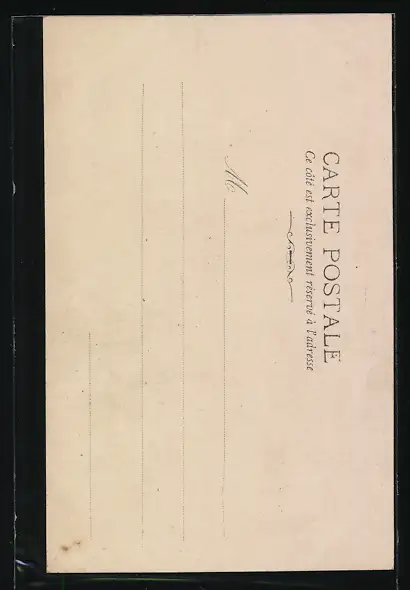 CARTE POSTALE
Ce côté est exclusivement réservé à l'adresse
M